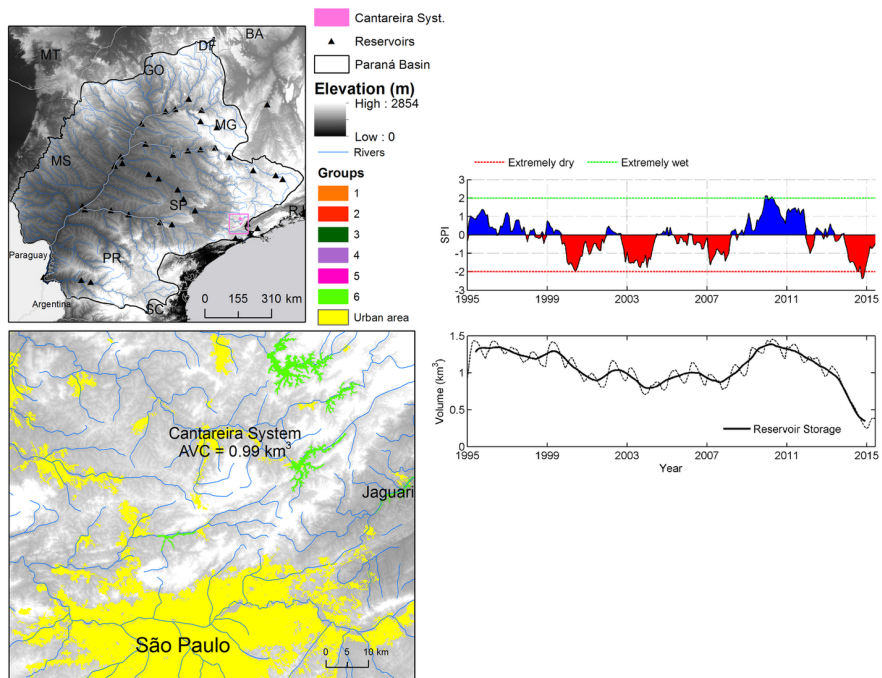 MT
DF
BA
GO
MG
MS
SP
RJ
Paraguay
PR
Argentina
SC
0 155 310 km
Cantareira Syst.
Reservoirs
Paraná Basin
Elevation (m)
High : 2854
Low : 0
Rivers
Groups
1
2
3
4
5
6
Urban area
Cantareira System
AVC = 0.99 km³
Jaguari
São Paulo
0 5 10 km
Extremely dry
Extremely wet
SPI
3
2
1
0
-1
-2
-3
1995 1999 2003 2007 2011 2015
Volume (km³)
1.5
1
0.5
0
Reservoir Storage
1995 1999 2003 2007 2011 2015
Year